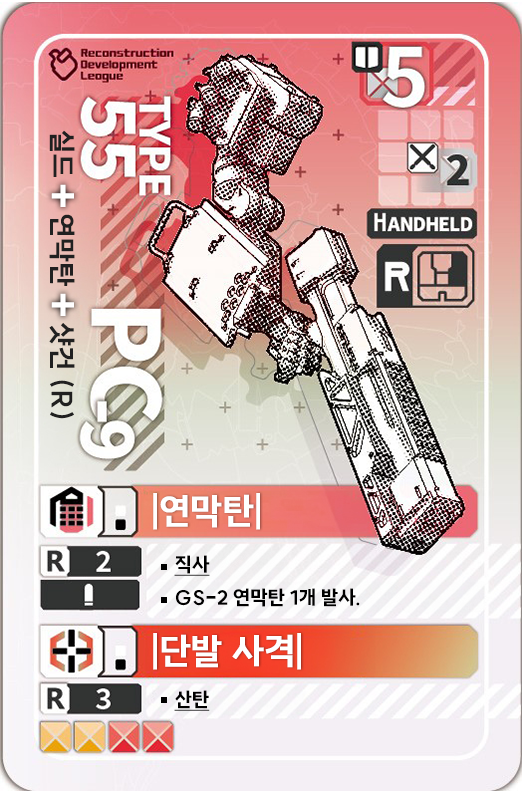 Reconstruction
Development
League
5
TYPE
55
PC-9
실드 + 연막탄 + 샷건 (R)
2
HANDHELD
R
|연막탄|
R 2
▪ 직사
▪ GS-2 연막탄 1개 발사.
|단발 사격|
R 3
▪ 산탄